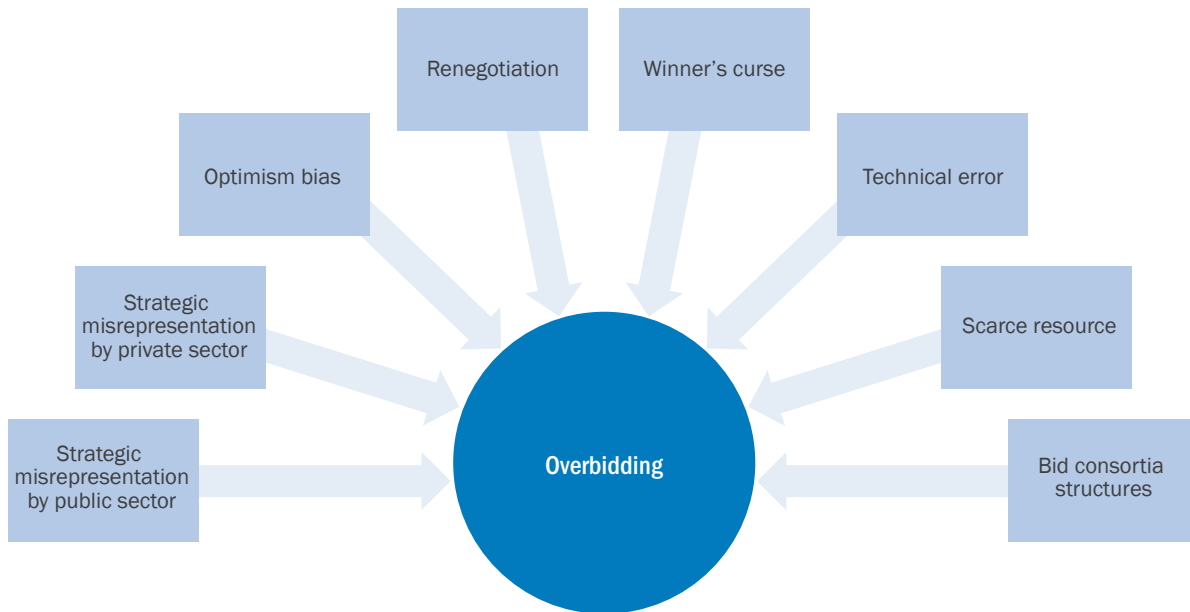 Renegotiation
Winner's curse
Optimism bias
Technical error
Strategic
misrepresentation
by private sector
Scarce resource
Strategic
misrepresentation
by public sector
Overbidding
Bid consortia
structures